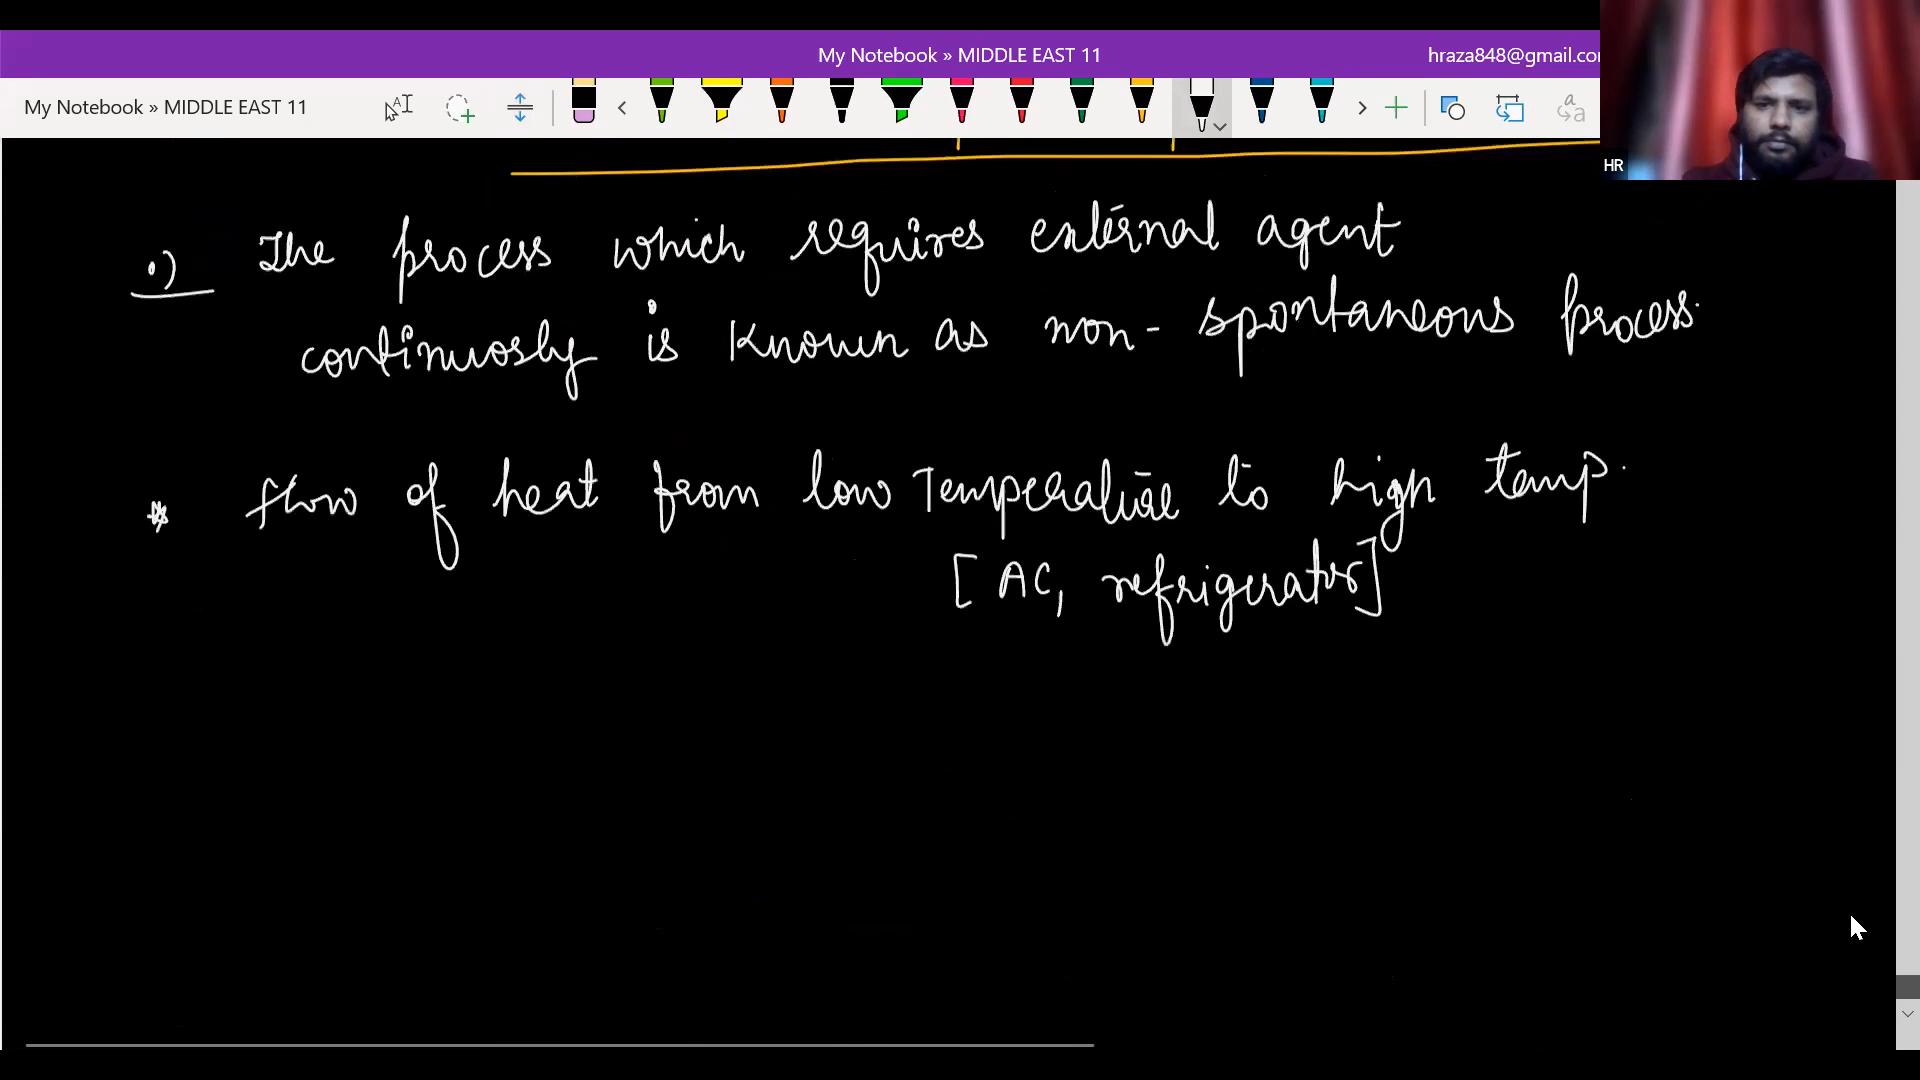 My Notebook » MIDDLE EAST 11
hraza848@gmail.co
My Notebook » MIDDLE EAST 11
HR
•) The process which requires external agent
continuosly is known as non-spontaneous process.
* flow of heat from low Temperature to high temp.
[AC, refrigerator]